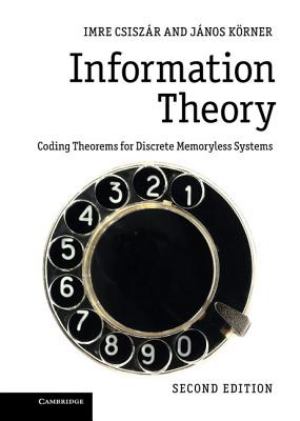 IMRE CSISZÁR AND JÁNOS KÖRNER
Information
Theory
Coding Theorems for Discrete Memoryless Systems
1
2
3
4
5
6
7
8
9
0
SECOND EDITION
CAMBRIDGE